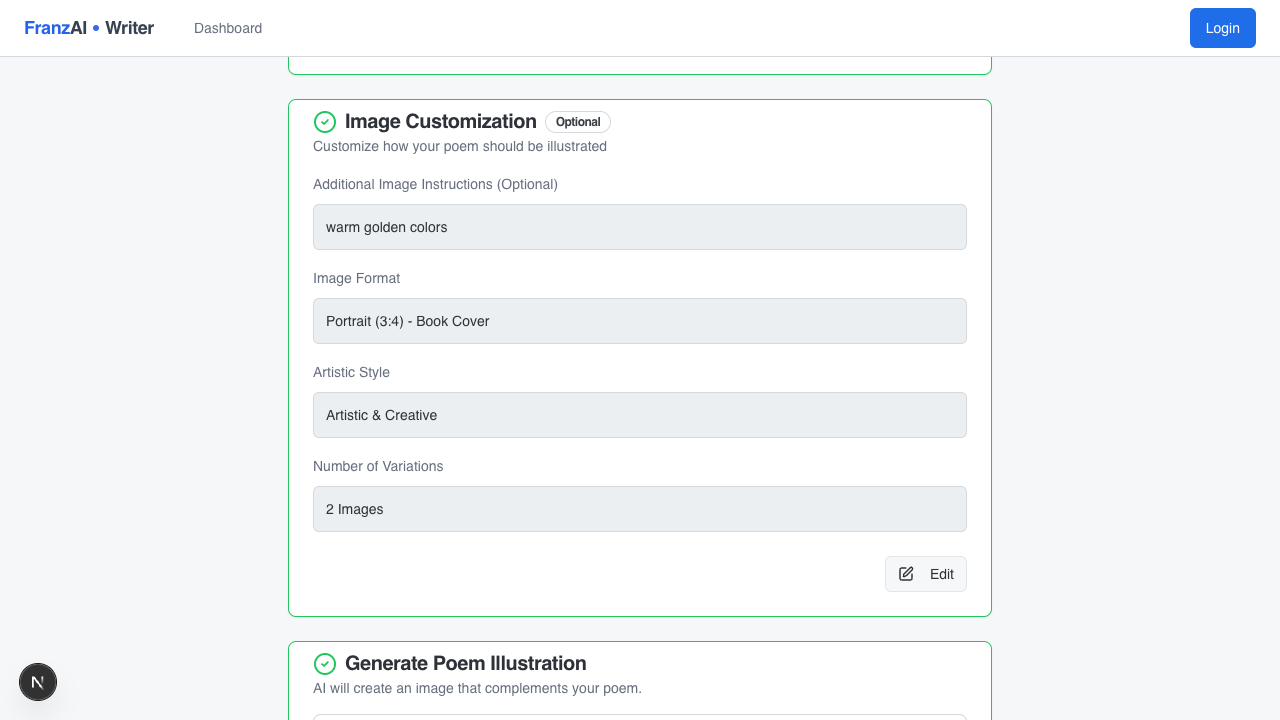 FranzAI • Writer
Dashboard
Login
Image Customization
Optional
Customize how your poem should be illustrated
Additional Image Instructions (Optional)
warm golden colors
Image Format
Portrait (3:4) - Book Cover
Artistic Style
Artistic & Creative
Number of Variations
2 Images
Edit
Generate Poem Illustration
AI will create an image that complements your poem.
N